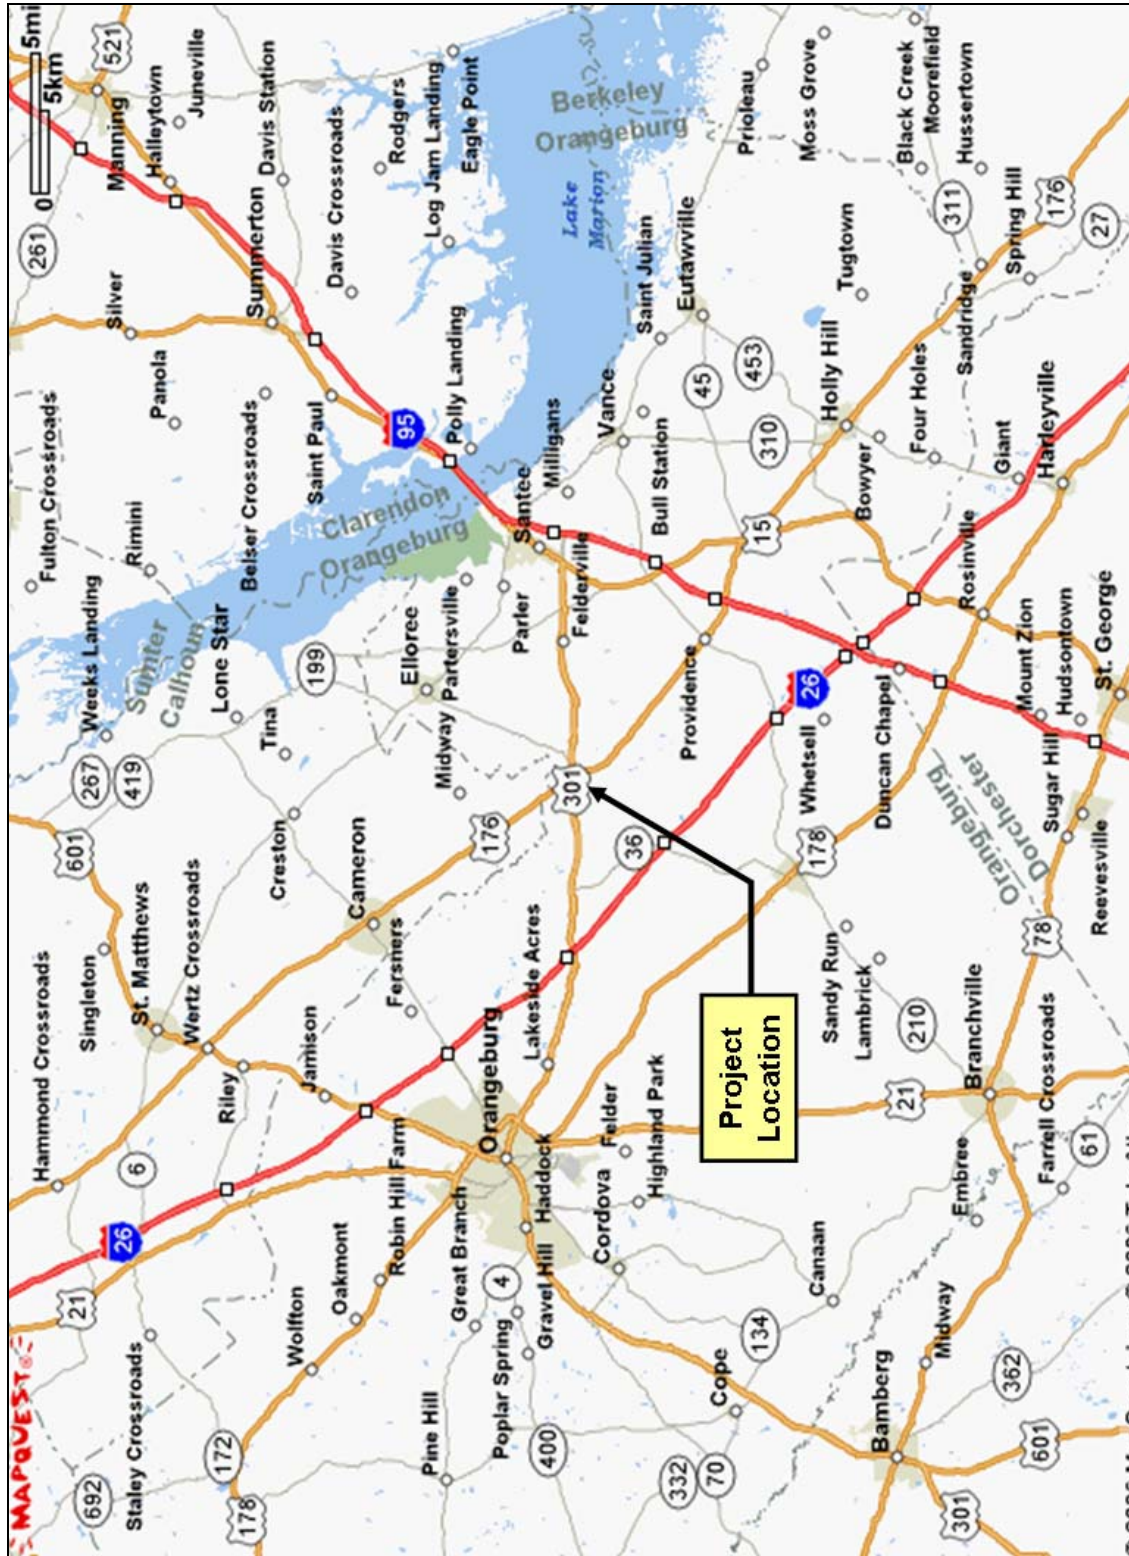 MAPQUEST
Hammond Crossroads
Fulton Crossroads
261
0
5mi
5km
692
21
601
Singleton
Weeks Landing
267
521
Manning
Staley Crossroads
26
6
St. Matthews
419
Rimini
Silver
Halleytown
Wertz Crossroads
Sumter
Calhoun
Panola
Juneville
172
178
Riley
Lone Star
Belser Crossroads
Summerton
Davis Station
Wolfton
Jamison
Creston
Tina
199
Saint Paul
Davis Crossroads
Oakmont
Robin Hill Farm
Fersners
Cameron
Elloree
Clarendon
Orangeburg
95
Rodgers
Pine Hill
Great Branch
Midway
Partersville
Polly Landing
Log Jam Landing
Eagle Point
Poplar Spring
4
Orangeburg
176
Parker
Santee
400
Gravel Hill
Haddock
Lakeside Acres
301
Felderville
Milligans
Lake
Marion
Berkeley
Orangeburg
Cordova
Felder
36
Vance
Saint Julian
332
Highland Park
Bull Station
Eutawville
70
Cope
Providence
45
134
Project
Location
15
310
453
Prioleau
Canaan
Sandy Run
178
Whetsell
26
Holly Hill
Tugtown
Moss Grove
Bamberg
Lambrick
Duncan Chapel
Bowyer
Midway
21
210
Orangeburg
Dorchester
Four Holes
Black Creek
Moorefield
Embree
Branchville
Rosinville
Sandridge
311
Hussertown
301
362
Farrell Crossroads
Giant
Spring Hill
601
61
78
Sugar Hill
Mount Zion
Harleyville
176
Reevesville
Hudsontown
St. George
27